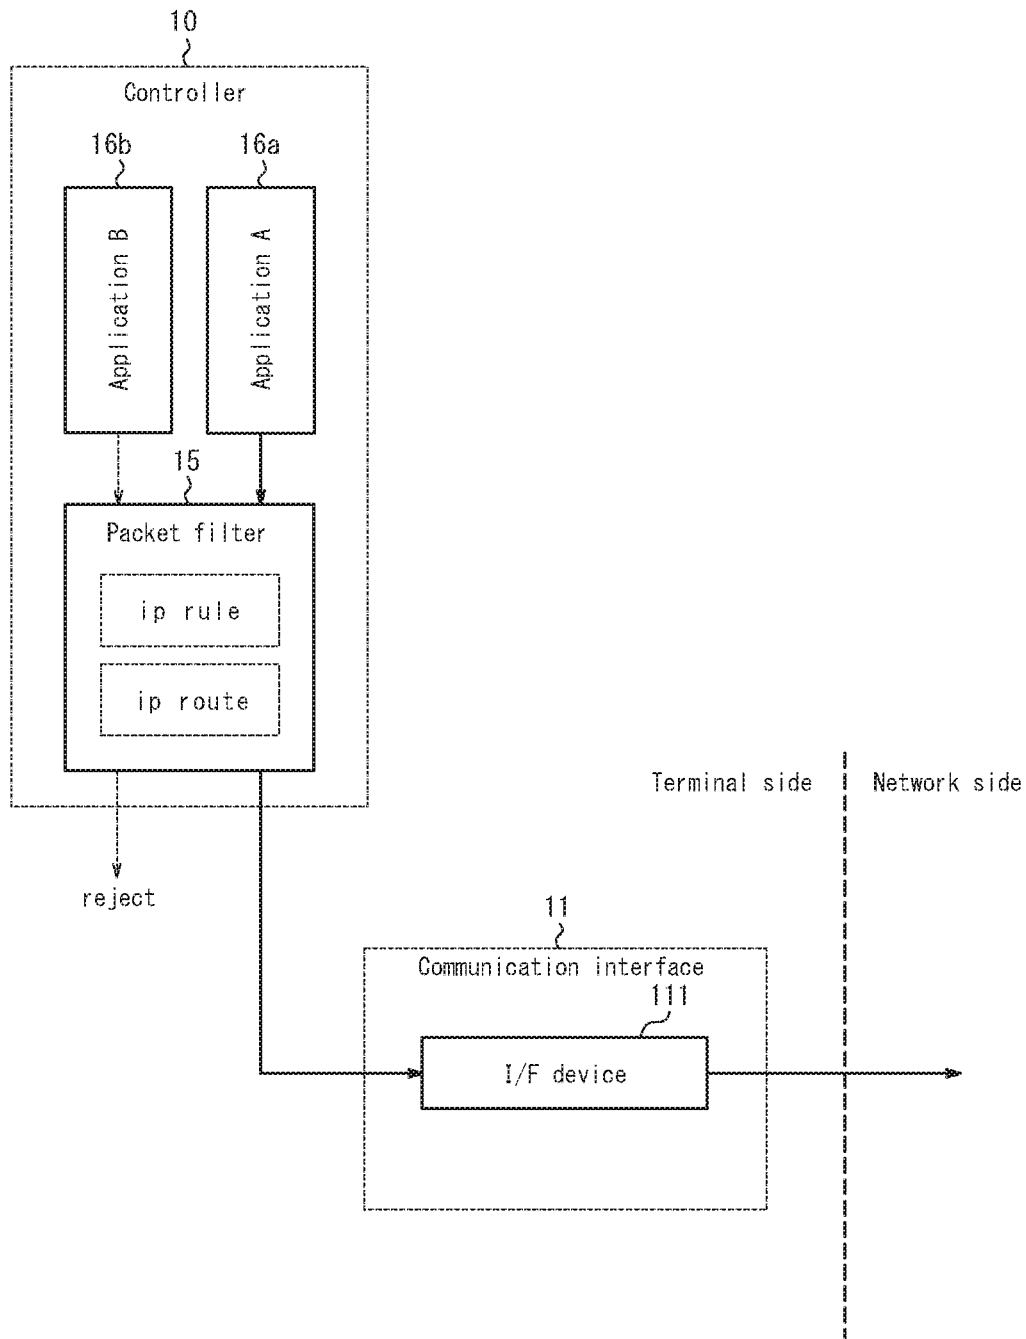 10
Controller
16b
16a
Application B
Application A
15
Packet filter
ip rule
ip route
Terminal side
Network side
reject
11
Communication interface
111
I/F device